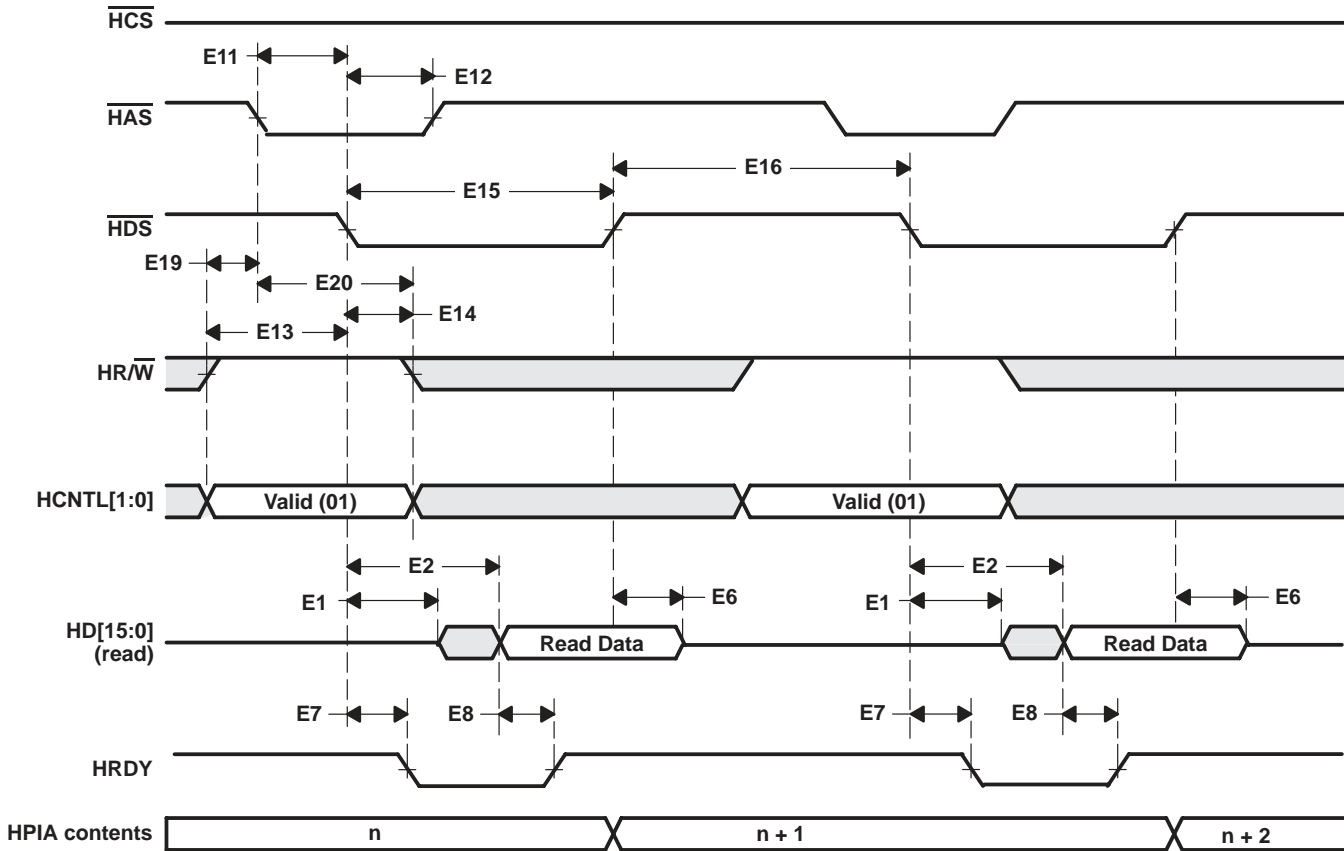 HCS
E11
E12
HAS
E16
E15
HDS
E19
E20
E14
E13
HR/W
HCNTL[1:0]
Valid (01)
Valid (01)
E2
E2
E1
E6
E1
E6
HD[15:0]
(read)
Read Data
Read Data
E7
E8
E7
E8
HRDY
HPIA contents
n
n + 1
n + 2